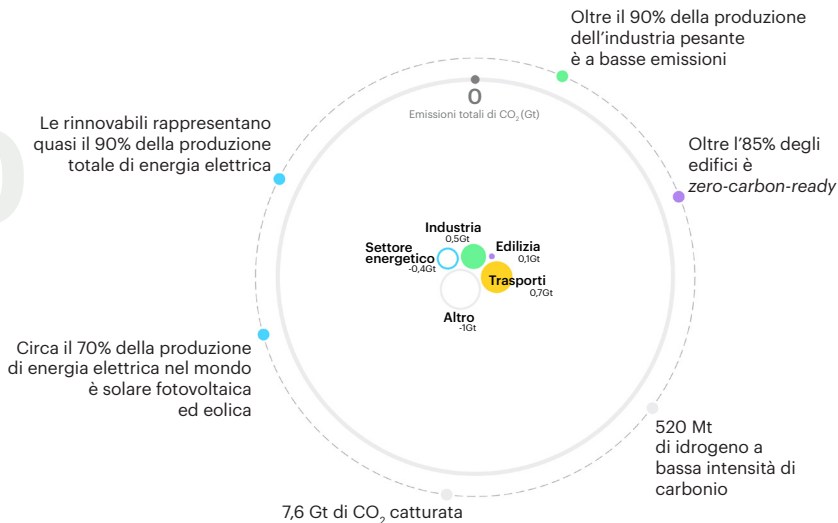 Oltre il 90% della produzione
dell’industria pesante
è a basse emissioni
0
Emissioni totali di CO₂ (Gt)
Le rinnovabili rappresentano
quasi il 90% della produzione
totale di energia elettrica
Oltre l’85% degli
edifici è
zero-carbon-ready
Industria
0,5Gt
Settore
energetico
-0,4Gt
Edilizia
0,1Gt
Trasporti
0,7Gt
Altro
-1Gt
Circa il 70% della produzione
di energia elettrica nel mondo
è solare fotovoltaica
ed eolica
520 Mt
di idrogeno a
bassa intensità di
carbonio
7,6 Gt di CO₂ catturata